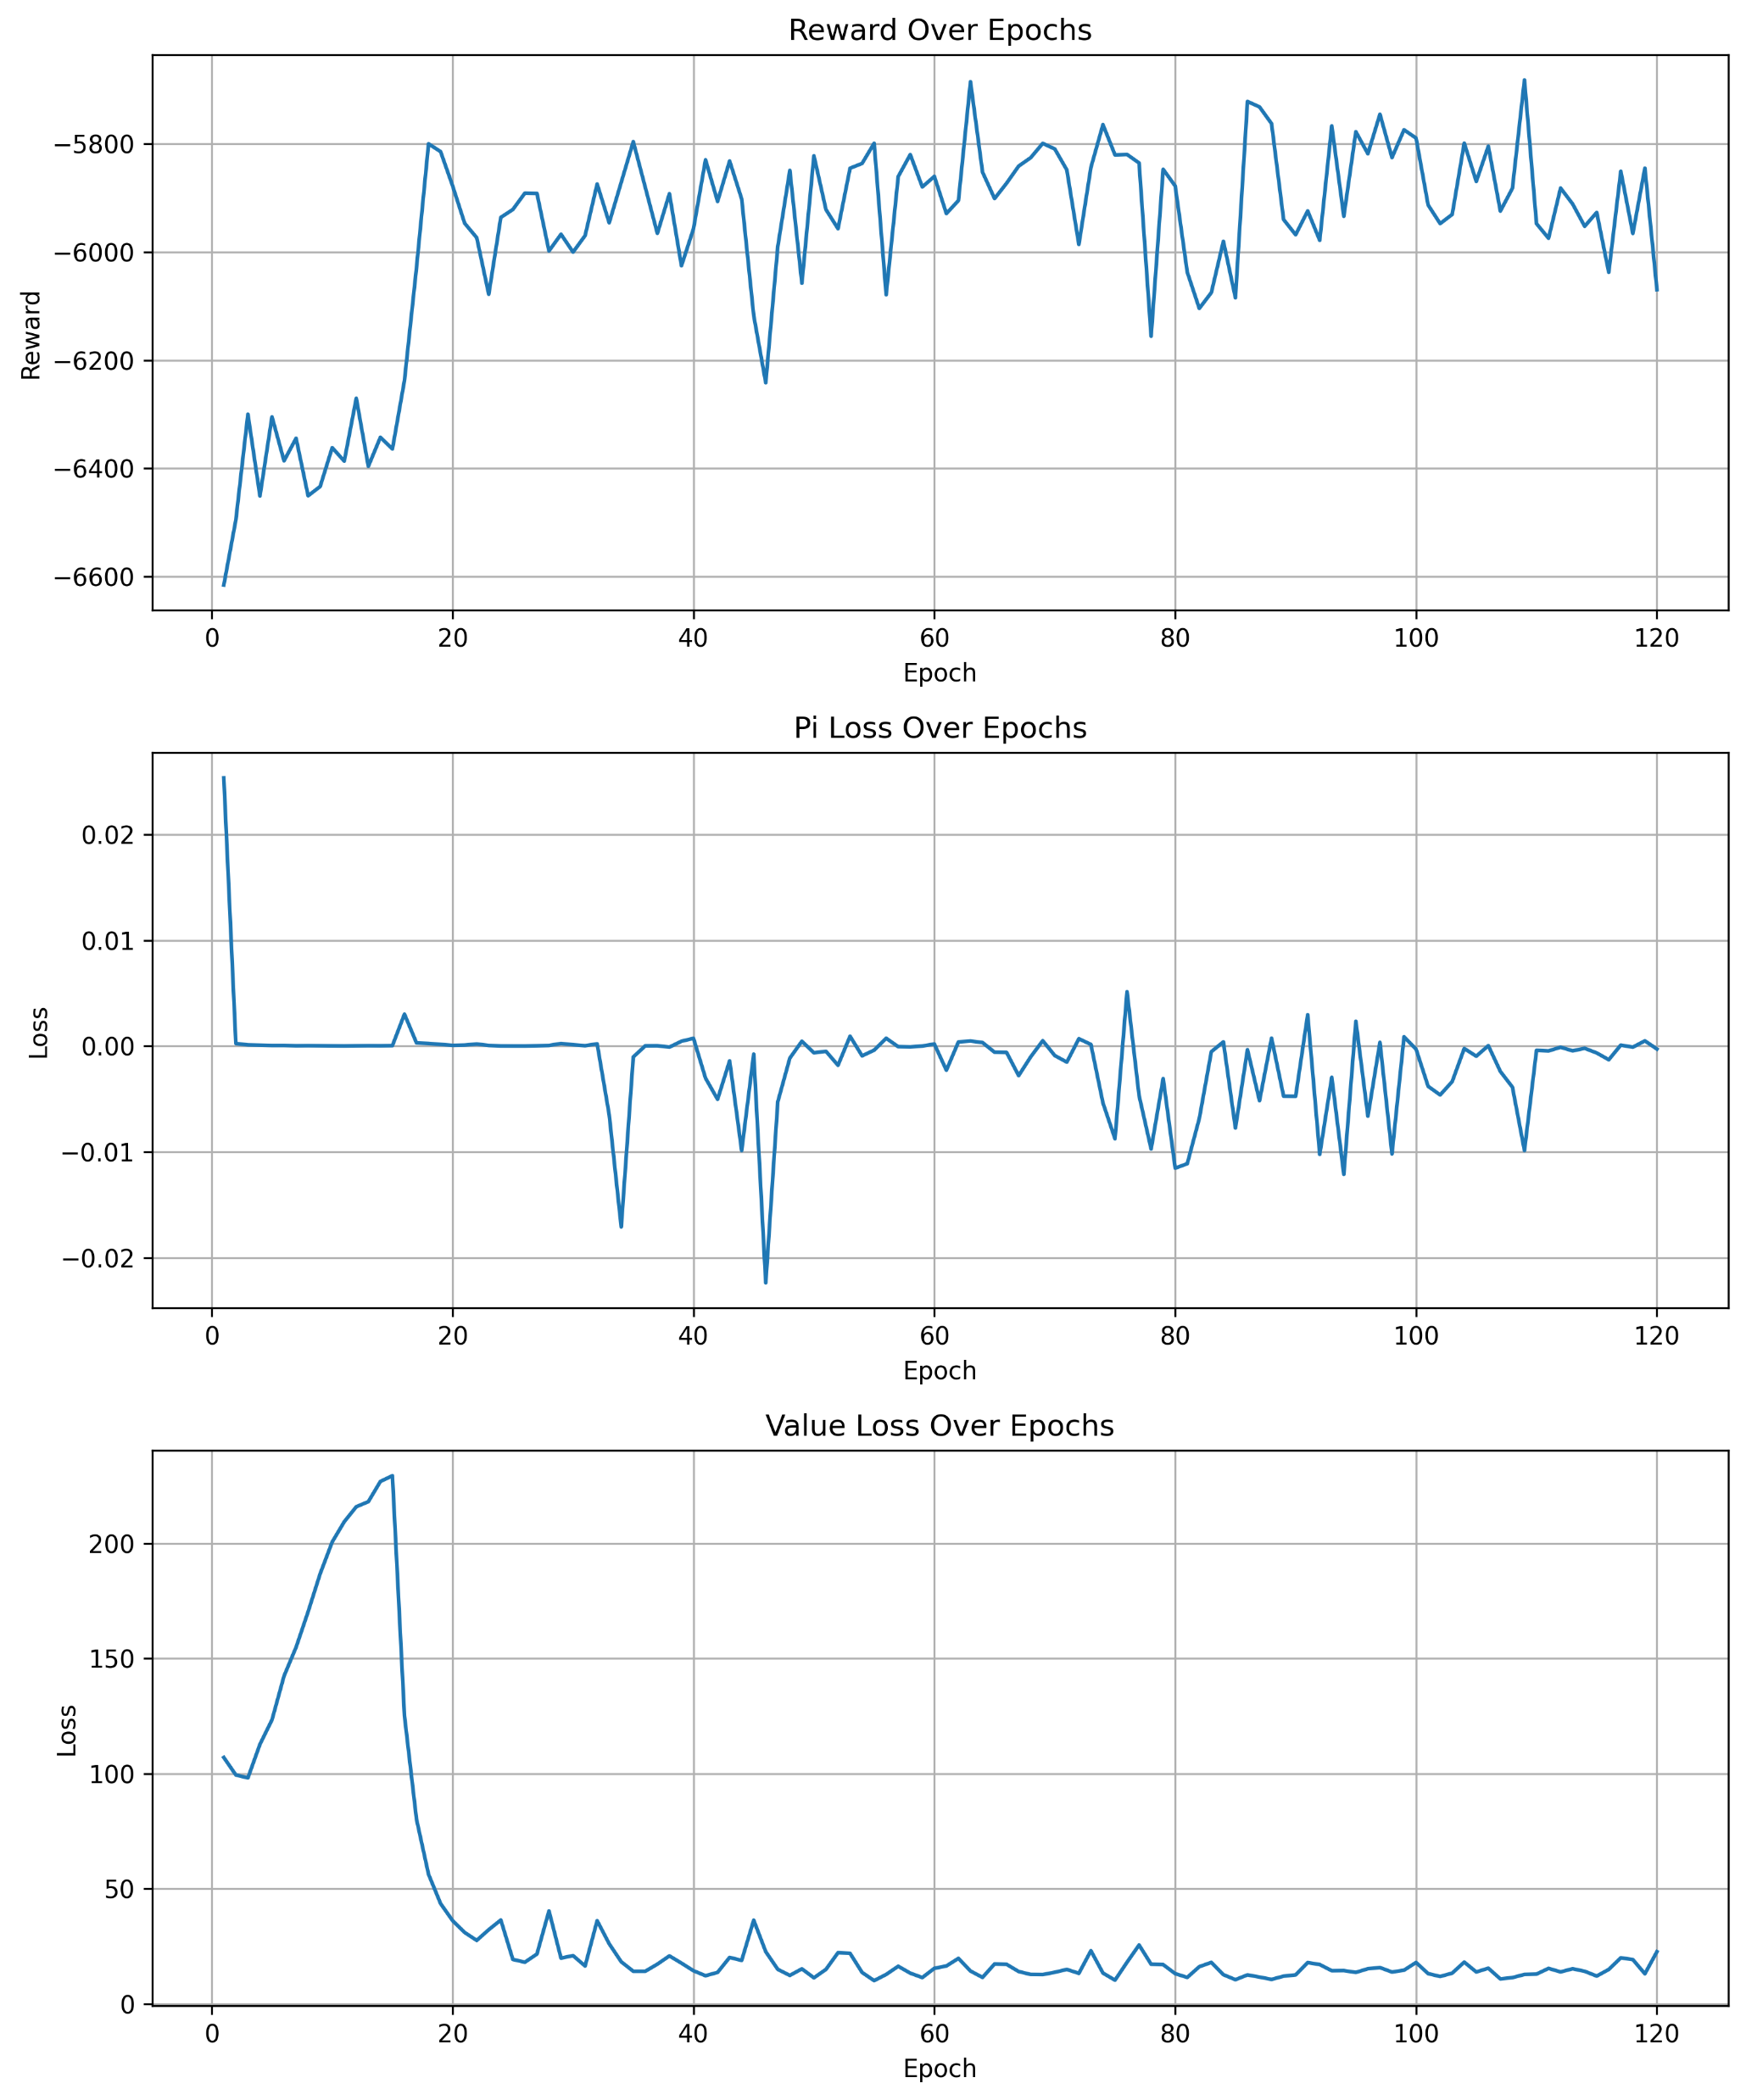 Reward Over Epochs
−5800
−6000
−6200
−6400
−6600
Reward
0 20 40 60 80 100 120
Epoch
Pi Loss Over Epochs
0.02
0.01
0.00
−0.01
−0.02
Loss
0 20 40 60 80 100 120
Epoch
Value Loss Over Epochs
200
150
100
50
0
Loss
0 20 40 60 80 100 120
Epoch